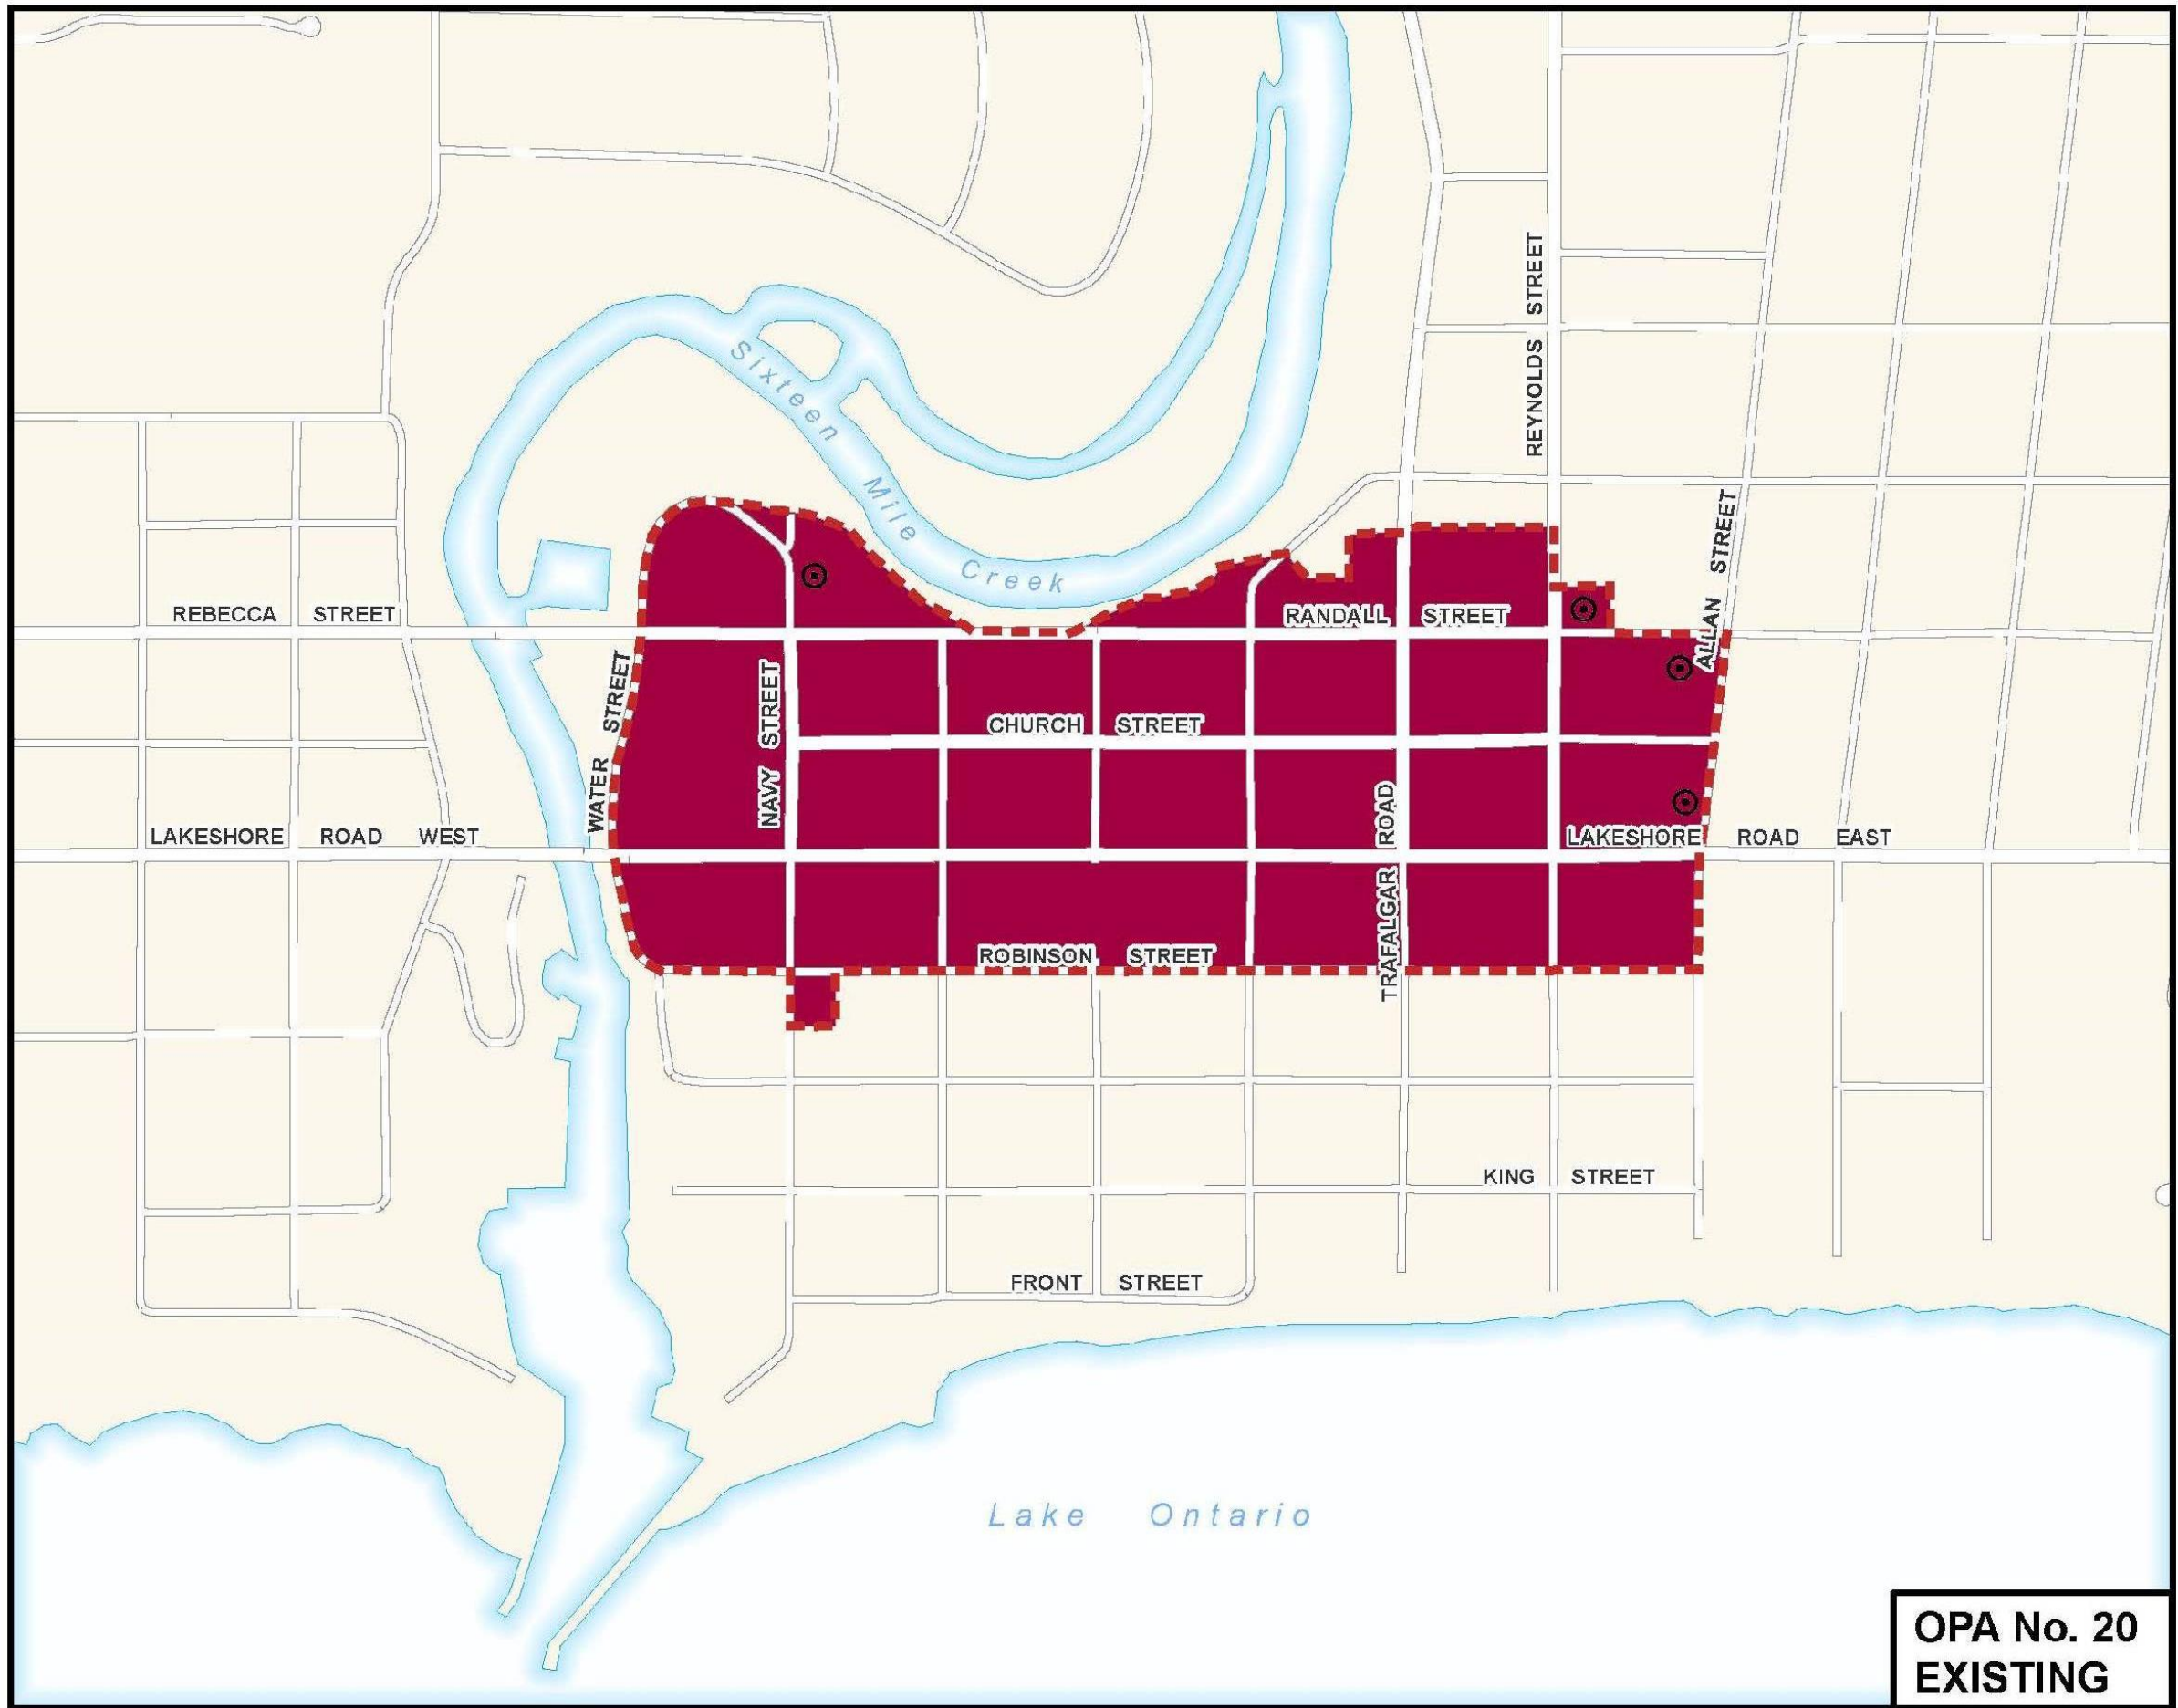 REYNOLDS STREET
Sixteen Mile Creek
ALLAN STREET
REBECCA STREET
RANDALL STREET
WATER STREET
NAVY STREET
CHURCH STREET
TRAFALGAR ROAD
LAKESHORE ROAD WEST
LAKESHORE ROAD EAST
ROBINSON STREET
KING STREET
FRONT STREET
Lake Ontario
OPA No. 20
EXISTING